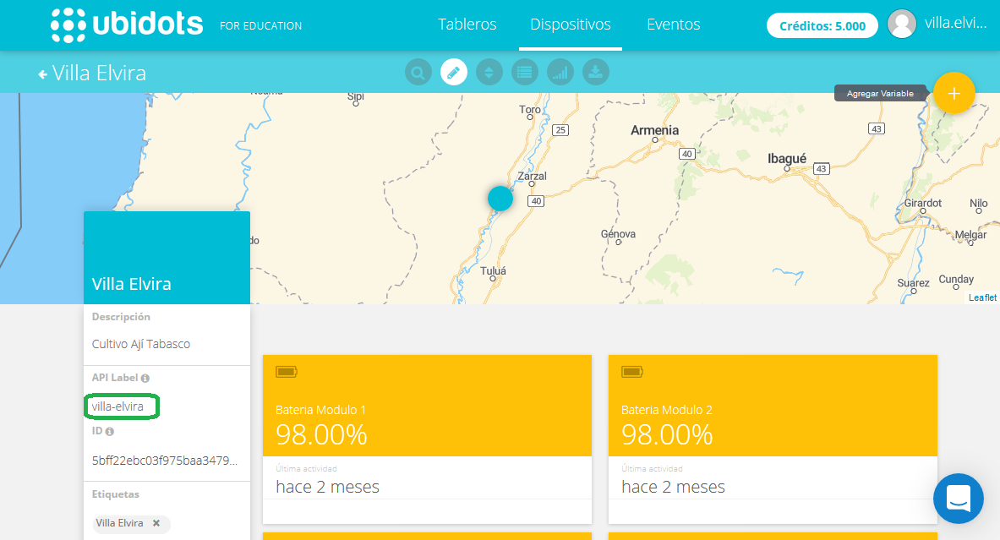 ubidots FOR EDUCATION
Tableros
Dispositivos
Eventos
Créditos: 5.000
villa.elvi...
Villa Elvira
Agregar Variable
Sipí
Toro
25
Armenia
43
40
Ibagué
43
Zarzal
40
Girardot
Nilo
Génova
Melgar
Tuluá
Suarez
Cunday
Leaflet
Villa Elvira
Descripción
Cultivo Ají Tabasco
API Label
villa-elvira
ID
5bff22ebc03f975baa3479...
Etiquetas
Villa Elvira
Bateria Modulo 1
98.00%
Última actividad
hace 2 meses
Bateria Modulo 2
98.00%
Última actividad
hace 2 meses